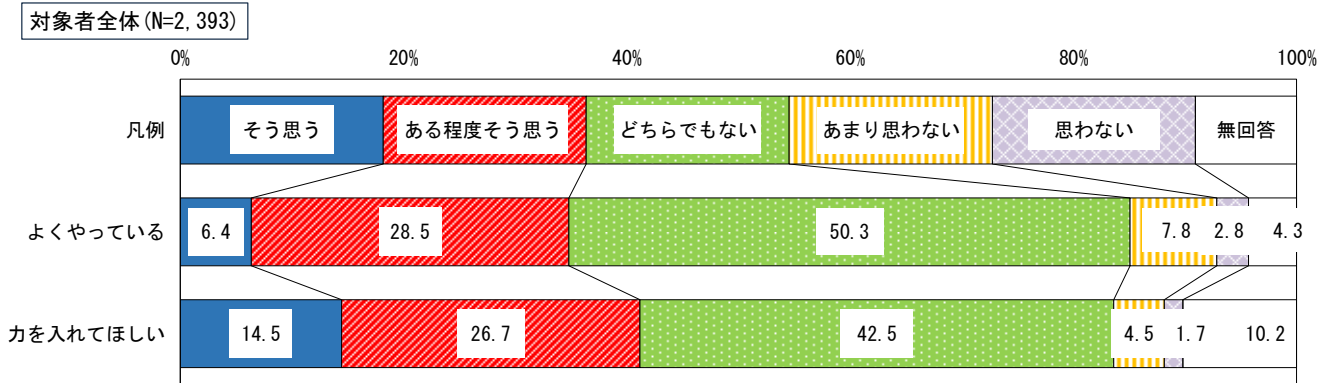 対象者全体(N=2,393)
0% 20% 40% 60% 80% 100%
凡例 そう思う ある程度そう思う どちらでもない あまり思わない 思わない 無回答
よくやっている 6.4 28.5 50.3 7.8 2.8 4.3
力を入れてほしい 14.5 26.7 42.5 4.5 1.7 10.2